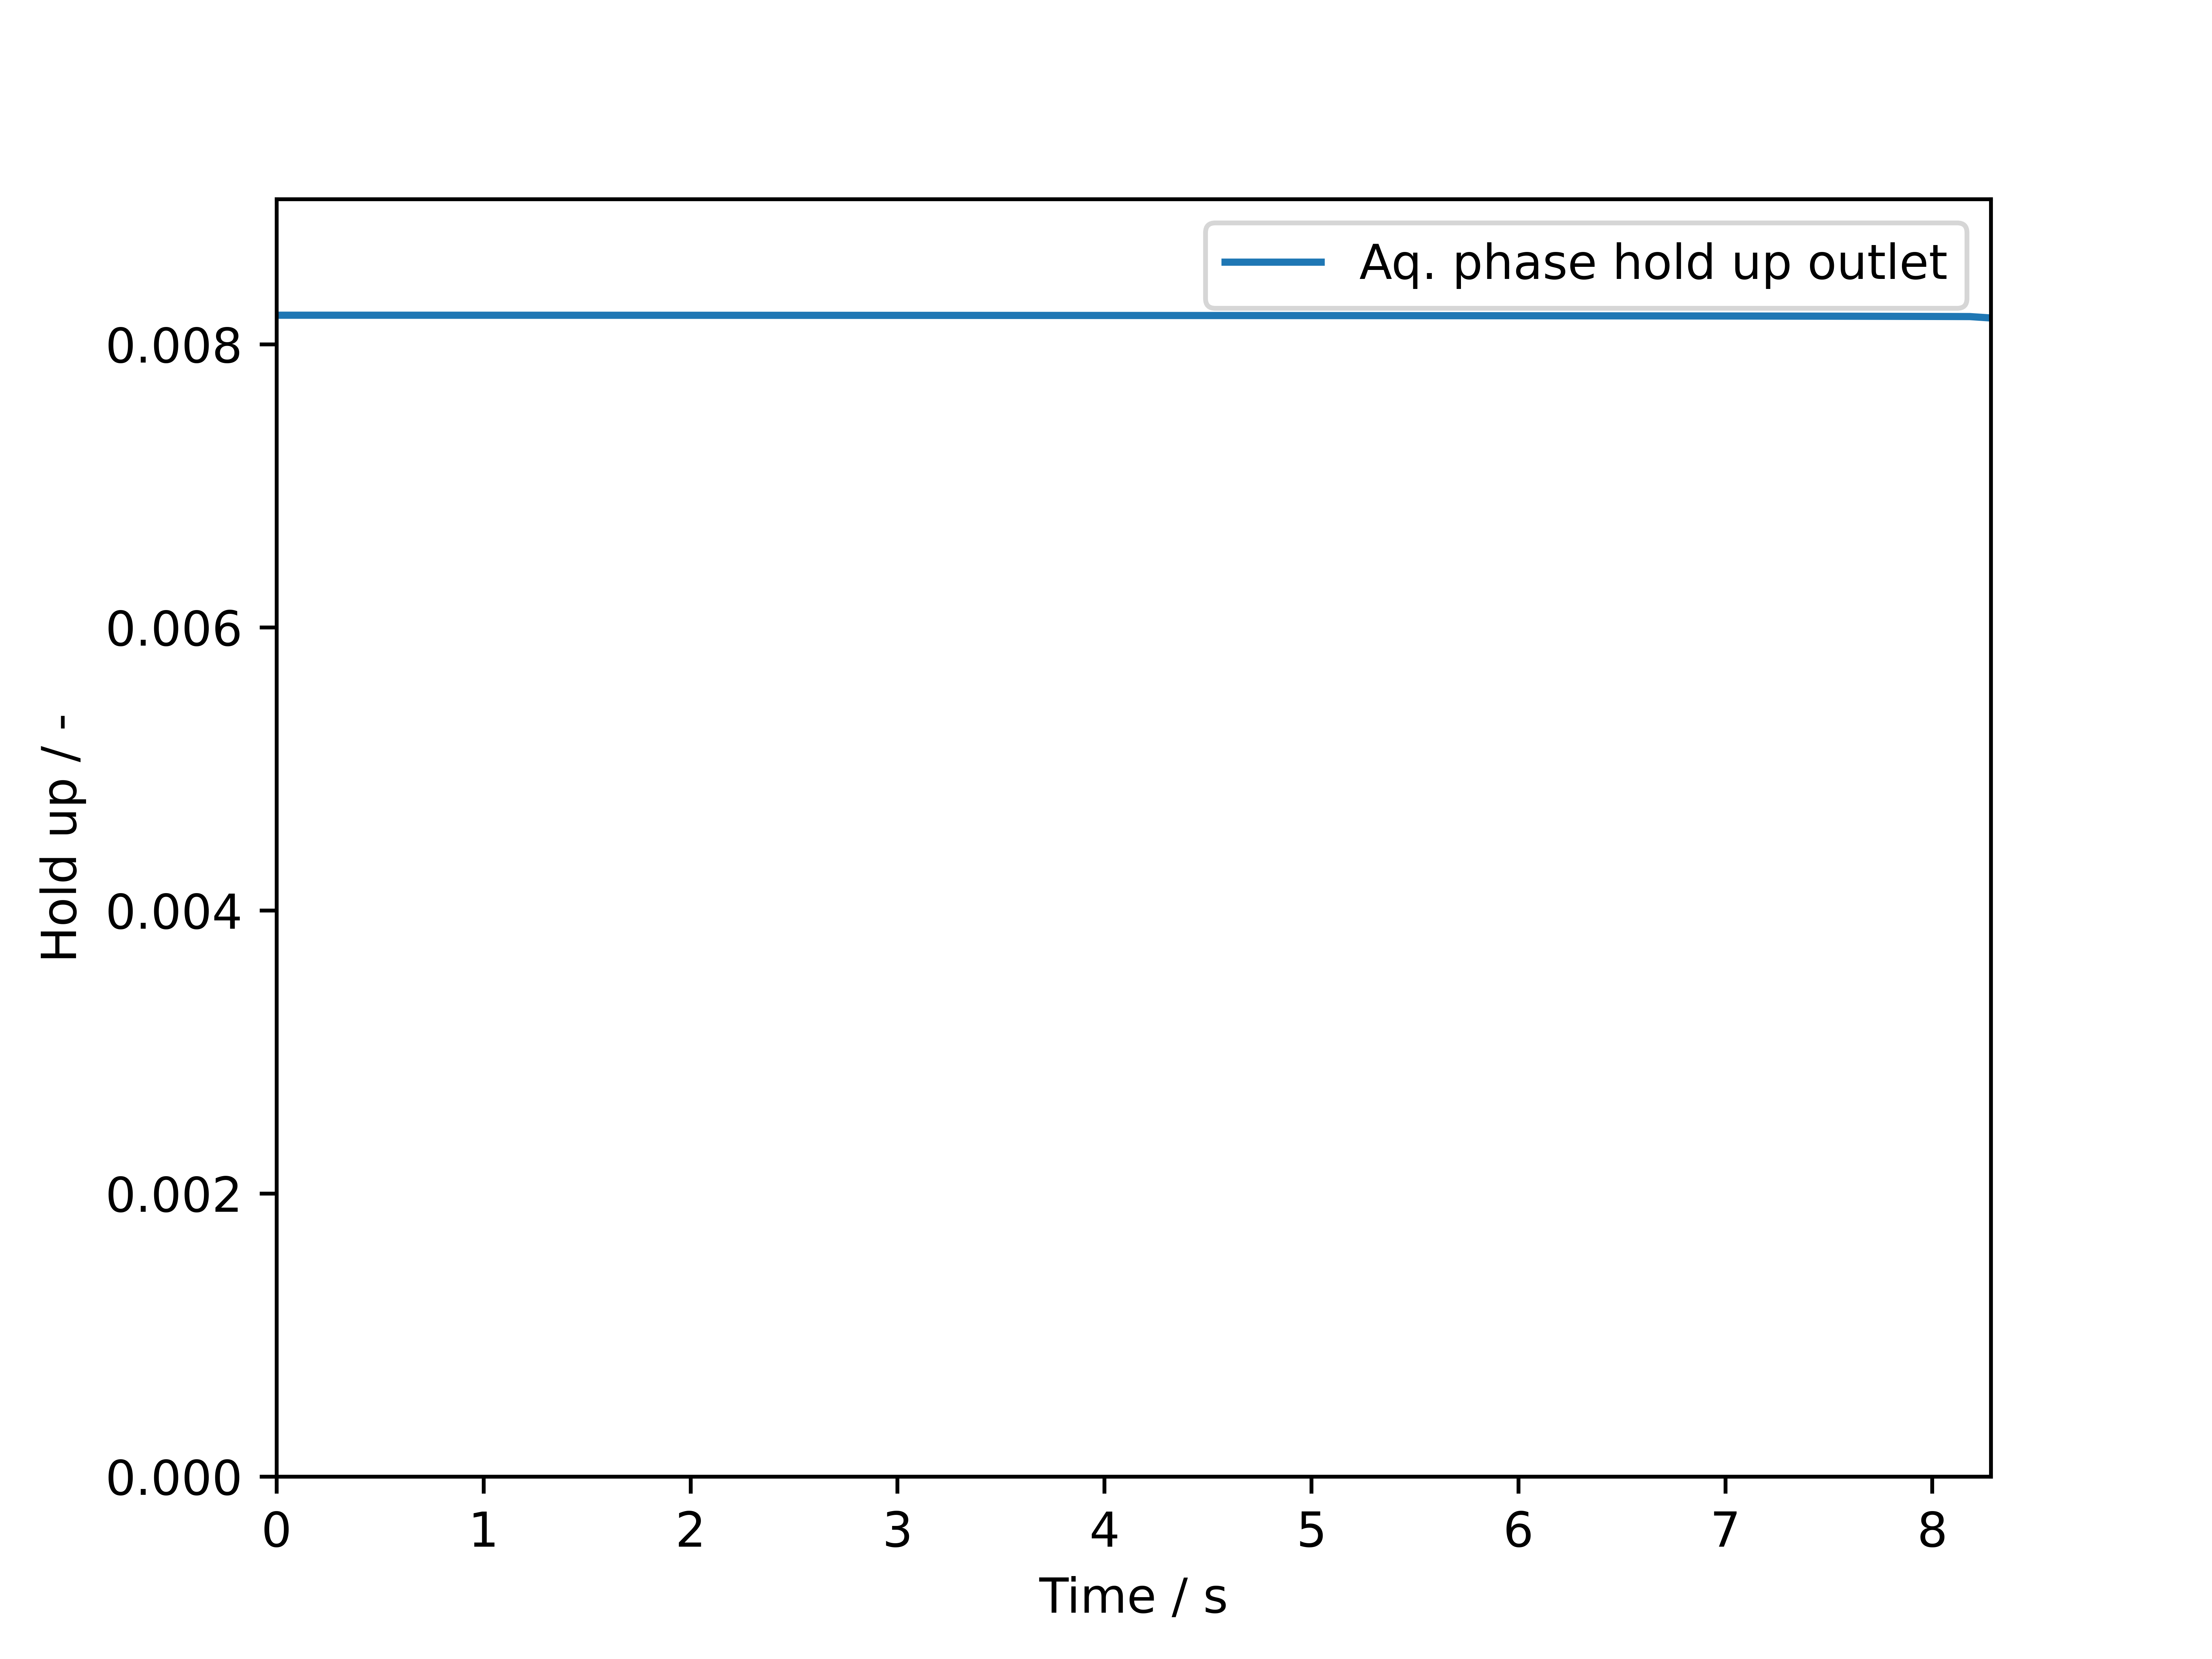 Aq. phase hold up outlet
0.008
0.006
0.004
0.002
0.000
Hold up / -
0 1 2 3 4 5 6 7 8
Time / s